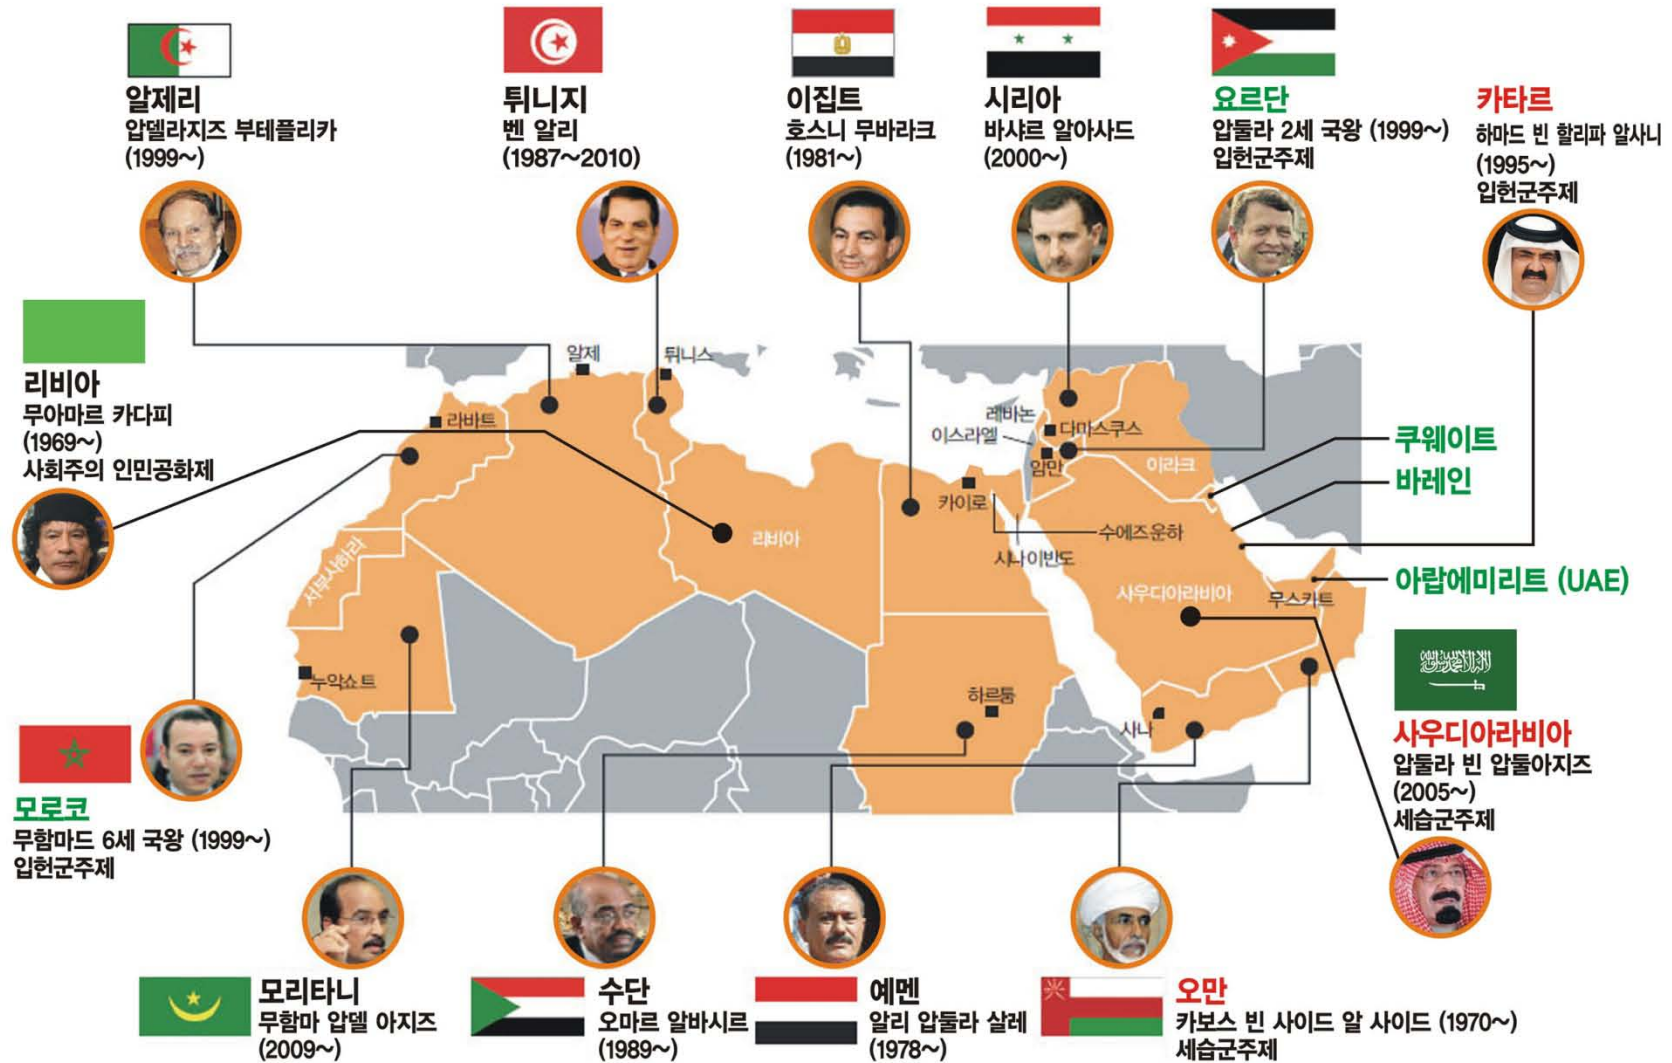 알제리
압델라지즈 부테플리카
(1999~)
튀니지
벤 알리
(1987~2010)
이집트
호스니 무바라크
(1981~)
시리아
바샤르 알아사드
(2000~)
요르단
압둘라 2세 국왕 (1999~)
입헌군주제
카타르
하마드 빈 할리파 알사니
(1995~)
입헌군주제
리비아
무아마르 카다피
(1969~)
사회주의 인민공화제
알제
튀니스
라바트
레바논
이스라엘
다마스쿠스
암만
이라크
카이로
수에즈운하
시나이반도
리비아
서부사하라
사우디아라비아
무스카트
누악쇼트
하르툼
사나
쿠웨이트
바레인
아랍에미리트 (UAE)
사우디아라비아
압둘라 빈 압둘아지즈
(2005~)
세습군주제
모로코
무함마드 6세 국왕 (1999~)
입헌군주제
모리타니
무함마 압델 아지즈
(2009~)
수단
오마르 알바시르
(1989~)
예멘
알리 압둘라 살레
(1978~)
오만
카보스 빈 사이드 알 사이드 (1970~)
세습군주제